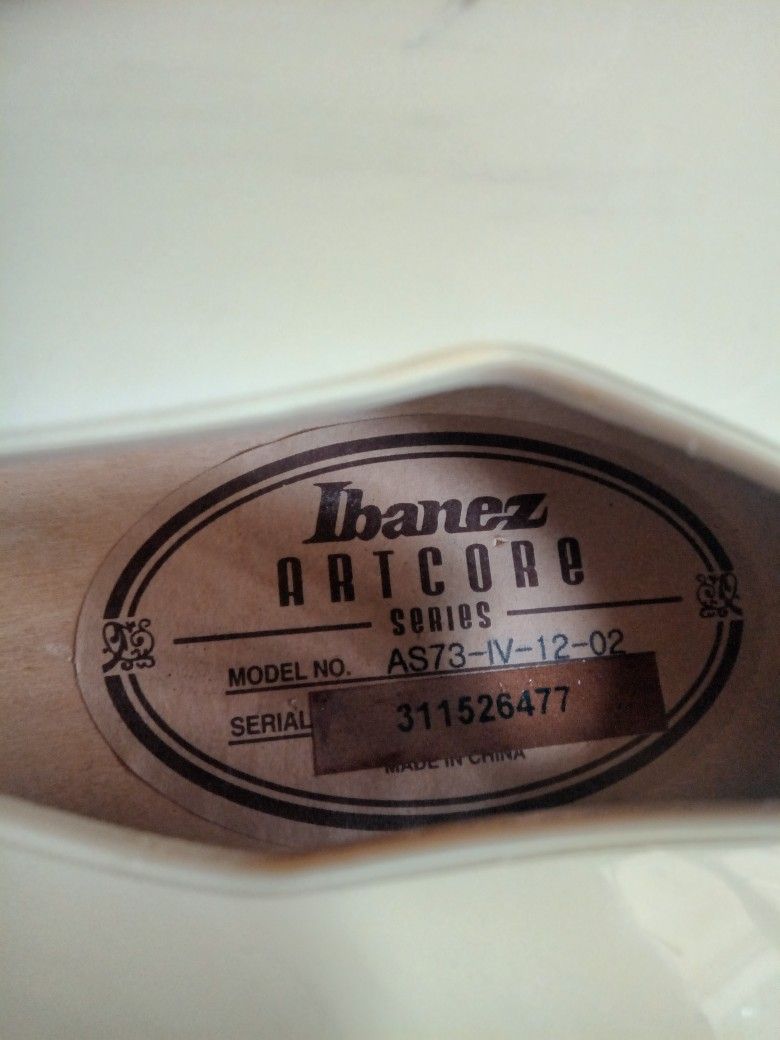 Ibanez
ARTCORE
SERIES
MODEL NO. AS73-IV-12-02
SERIAL 311526477
MADE IN CHINA